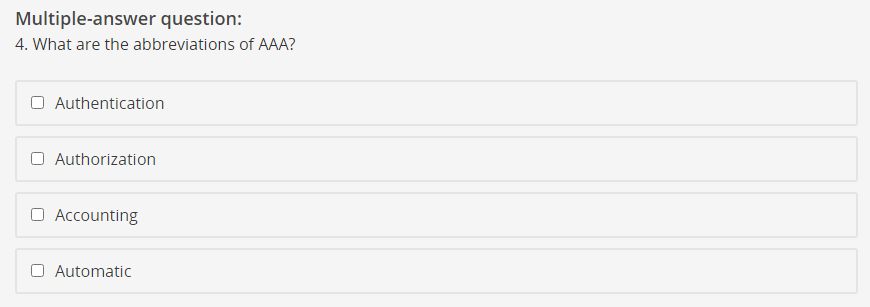 Multiple-answer question:
4. What are the abbreviations of AAA?
Authentication
Authorization
Accounting
Automatic